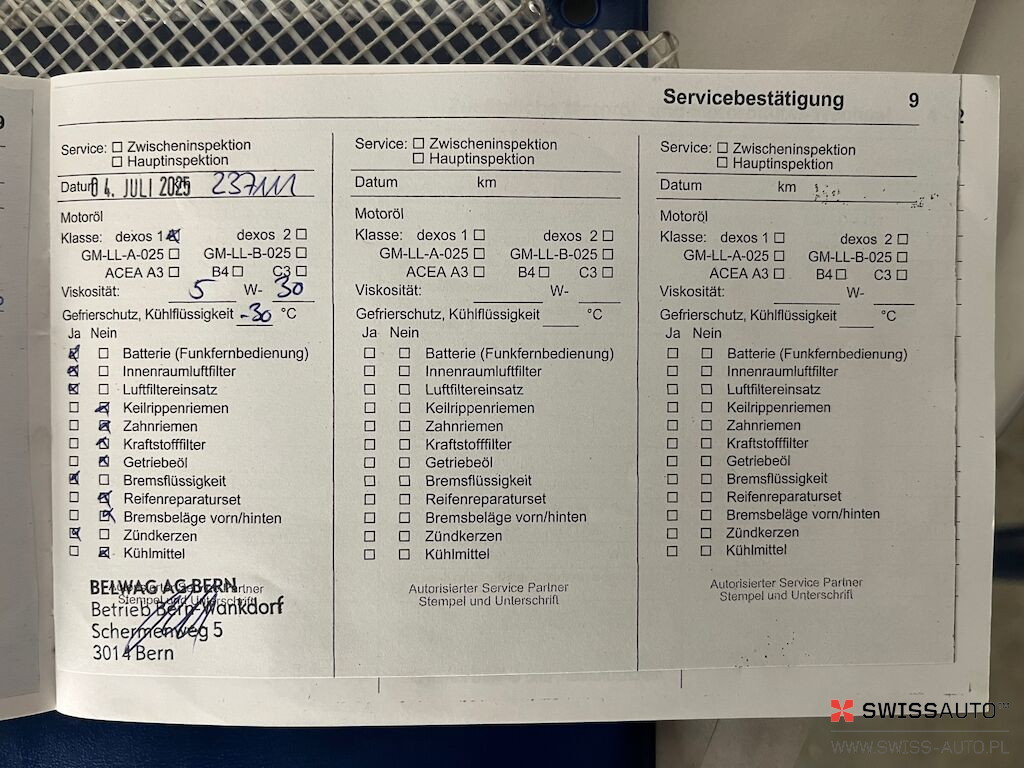 Servicebestätigung 9
Service: ☐ Zwischeninspektion
☐ Hauptinspektion
Datum 04. JULI 2025 237111
Motoröl
Klasse: dexos 1 ☒ dexos 2 ☐
GM-LL-A-025 ☐ GM-LL-B-025 ☐
ACEA A3 ☐ B4 ☐ C3 ☐
Viskosität: 5 W- 30
Gefrierschutz, Kühlflüssigkeit -30 °C
Ja Nein
☒ ☐ Batterie (Funkfernbedienung)
☒ ☐ Innenraumluftfilter
☒ ☐ Luftfiltereinsatz
☐ ☒ Keilrippenriemen
☐ ☒ Zahnriemen
☐ ☒ Kraftstofffilter
☐ ☒ Getriebeöl
☒ ☐ Bremsflüssigkeit
☐ ☒ Reifenreparaturset
☐ ☒ Bremsbeläge vorn/hinten
☒ ☐ Zündkerzen
☐ ☒ Kühlmittel
Autorisierter Service Partner
Stempel und Unterschrift
BELWAG AG BERN
Betrieb Bern-Wankdorf
Schermenweg 5
3014 Bern
Service: ☐ Zwischeninspektion
☐ Hauptinspektion
Datum km
Motoröl
Klasse: dexos 1 ☐ dexos 2 ☐
GM-LL-A-025 ☐ GM-LL-B-025 ☐
ACEA A3 ☐ B4 ☐ C3 ☐
Viskosität: W-
Gefrierschutz, Kühlflüssigkeit °C
Ja Nein
☐ ☐ Batterie (Funkfernbedienung)
☐ ☐ Innenraumluftfilter
☐ ☐ Luftfiltereinsatz
☐ ☐ Keilrippenriemen
☐ ☐ Zahnriemen
☐ ☐ Kraftstofffilter
☐ ☐ Getriebeöl
☐ ☐ Bremsflüssigkeit
☐ ☐ Reifenreparaturset
☐ ☐ Bremsbeläge vorn/hinten
☐ ☐ Zündkerzen
☐ ☐ Kühlmittel
Autorisierter Service Partner
Stempel und Unterschrift
Service: ☐ Zwischeninspektion
☐ Hauptinspektion
Datum km
Motoröl
Klasse: dexos 1 ☐ dexos 2 ☐
GM-LL-A-025 ☐ GM-LL-B-025 ☐
ACEA A3 ☐ B4 ☐ C3 ☐
Viskosität: W-
Gefrierschutz, Kühlflüssigkeit °C
Ja Nein
☐ ☐ Batterie (Funkfernbedienung)
☐ ☐ Innenraumluftfilter
☐ ☐ Luftfiltereinsatz
☐ ☐ Keilrippenriemen
☐ ☐ Zahnriemen
☐ ☐ Kraftstofffilter
☐ ☐ Getriebeöl
☐ ☐ Bremsflüssigkeit
☐ ☐ Reifenreparaturset
☐ ☐ Bremsbeläge vorn/hinten
☐ ☐ Zündkerzen
☐ ☐ Kühlmittel
Autorisierter Service Partner
Stempel und Unterschrift
SWISSAUTO™
WWW.SWISS-AUTO.PL